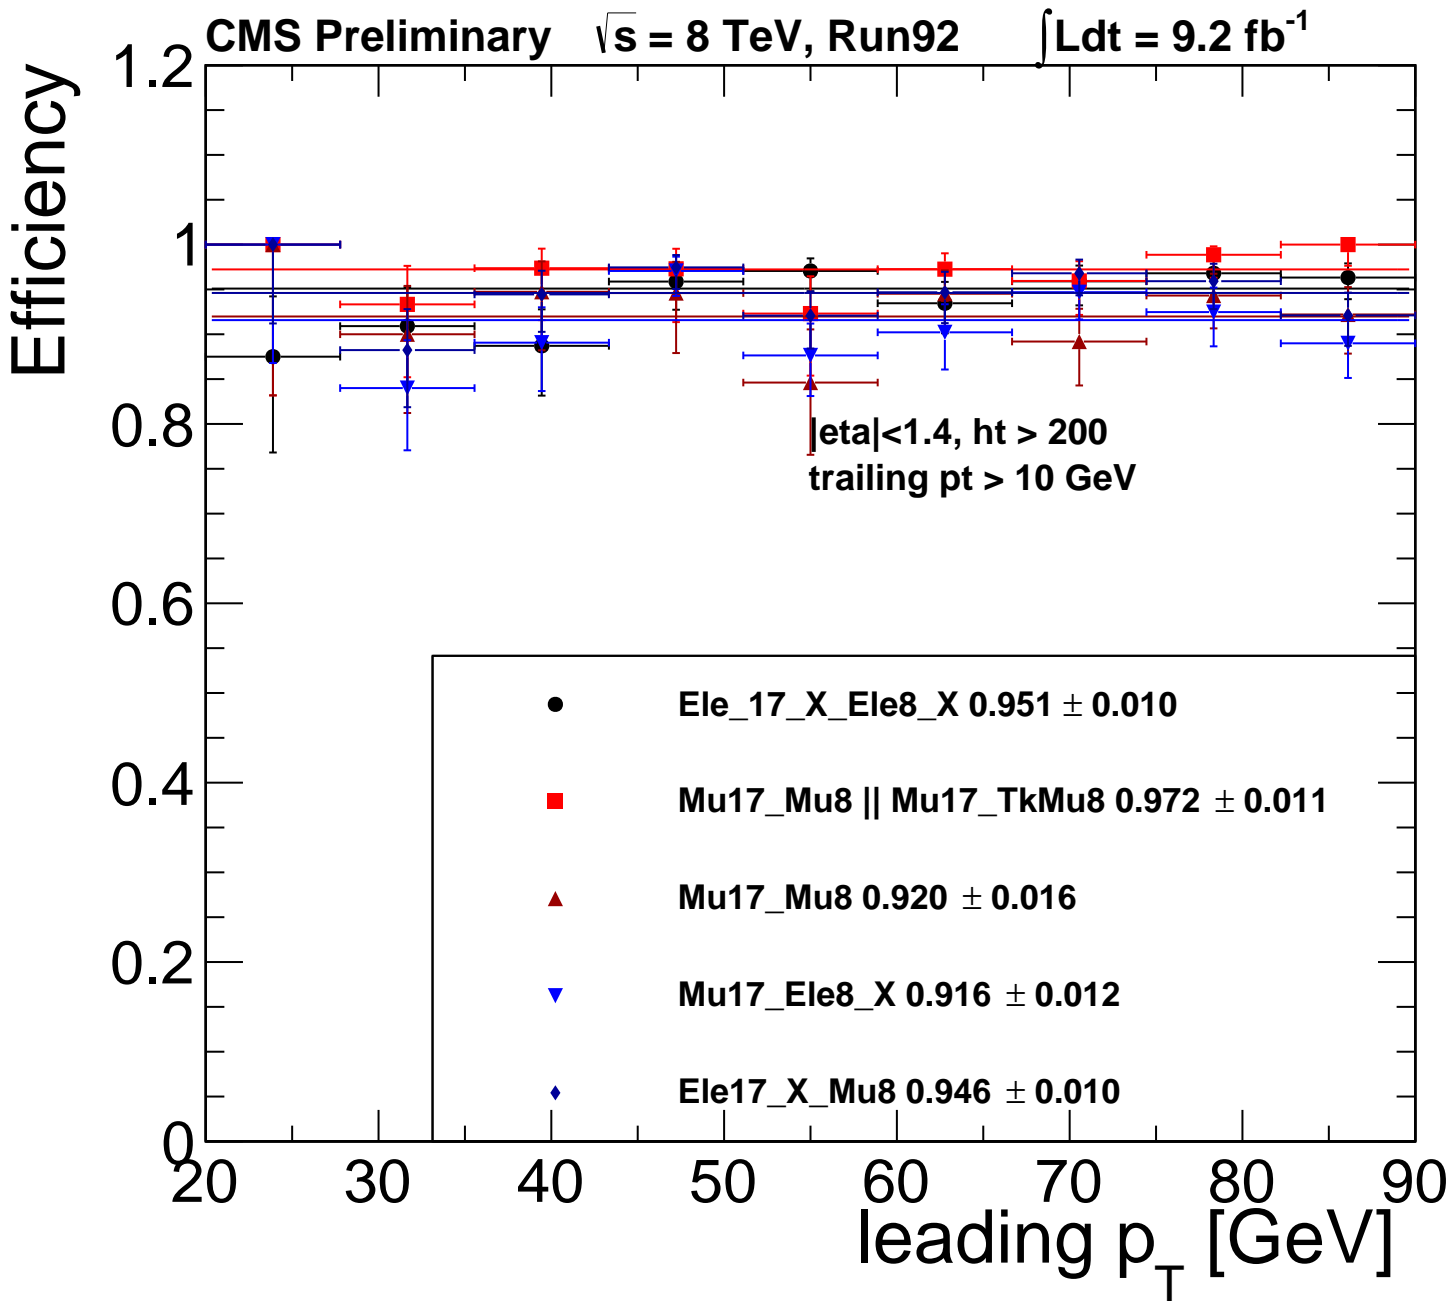 CMS Preliminary √s = 8 TeV, Run92 ∫Ldt = 9.2 fb⁻¹
Efficiency
1.2
1
0.8
0.6
0.4
0.2
0
|eta|<1.4, ht > 200
trailing pt > 10 GeV
Ele_17_X_Ele8_X 0.951 ± 0.010
Mu17_Mu8 || Mu17_TkMu8 0.972 ± 0.011
Mu17_Mu8 0.920 ± 0.016
Mu17_Ele8_X 0.916 ± 0.012
Ele17_X_Mu8 0.946 ± 0.010
20 30 40 50 60 70 80 90
leading p_T [GeV]